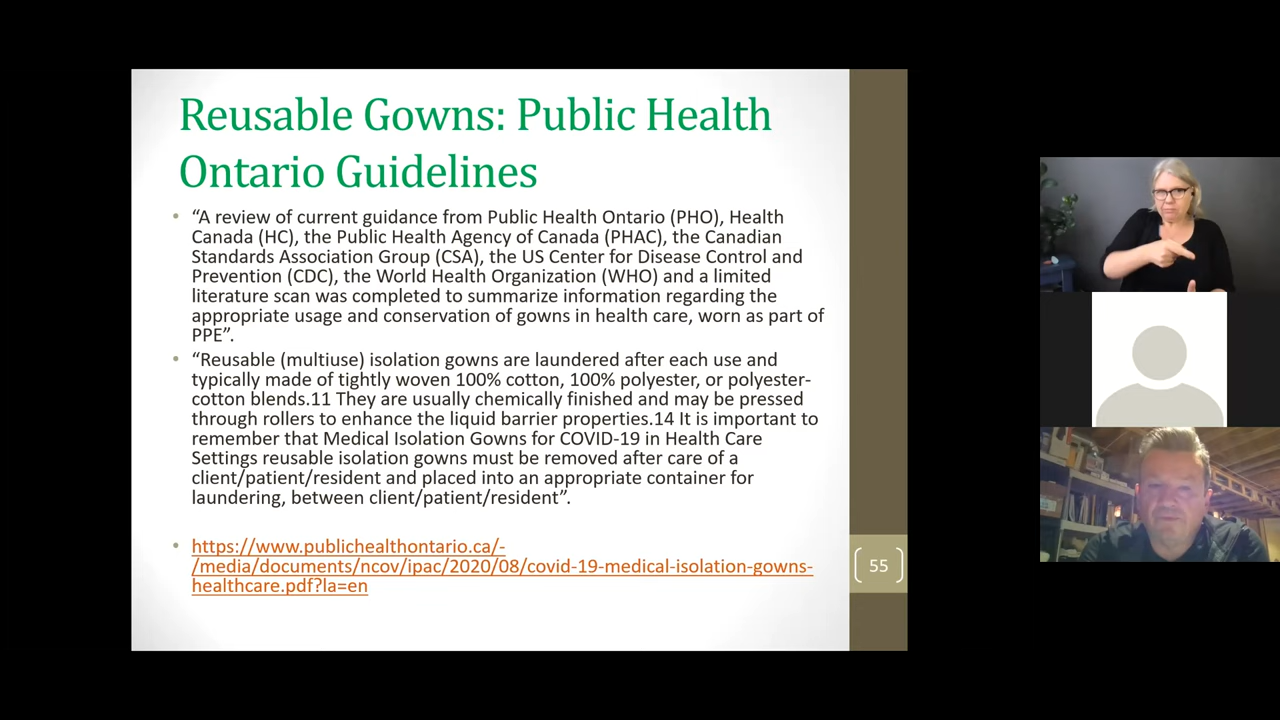 Reusable Gowns: Public Health
Ontario Guidelines
• “A review of current guidance from Public Health Ontario (PHO), Health
Canada (HC), the Public Health Agency of Canada (PHAC), the Canadian
Standards Association Group (CSA), the US Center for Disease Control and
Prevention (CDC), the World Health Organization (WHO) and a limited
literature scan was completed to summarize information regarding the
appropriate usage and conservation of gowns in health care, worn as part of
PPE”.
• “Reusable (multiuse) isolation gowns are laundered after each use and
typically made of tightly woven 100% cotton, 100% polyester, or polyester-
cotton blends.11 They are usually chemically finished and may be pressed
through rollers to enhance the liquid barrier properties.14 It is important to
remember that Medical Isolation Gowns for COVID-19 in Health Care
Settings reusable isolation gowns must be removed after care of a
client/patient/resident and placed into an appropriate container for
laundering, between client/patient/resident”.
• https://www.publichealthontario.ca/-
/media/documents/ncov/ipac/2020/08/covid-19-medical-isolation-gowns-
healthcare.pdf?la=en
55